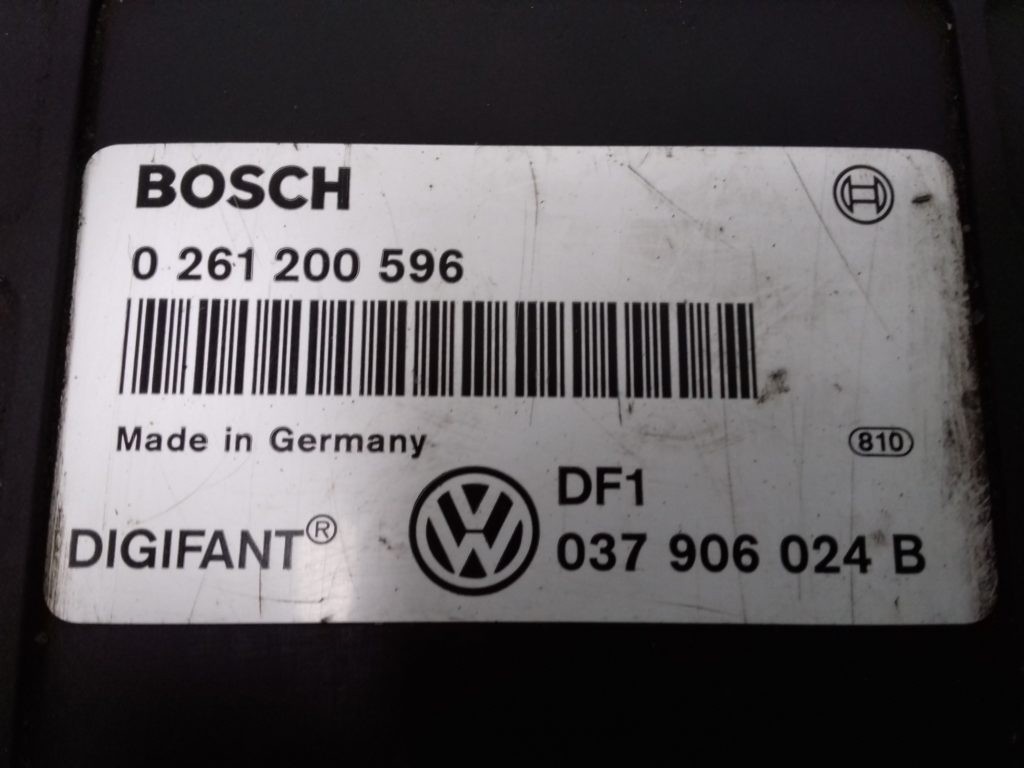 BOSCH
0 261 200 596
Made in Germany
810
DIGIFANT®
DF1
037 906 024 B